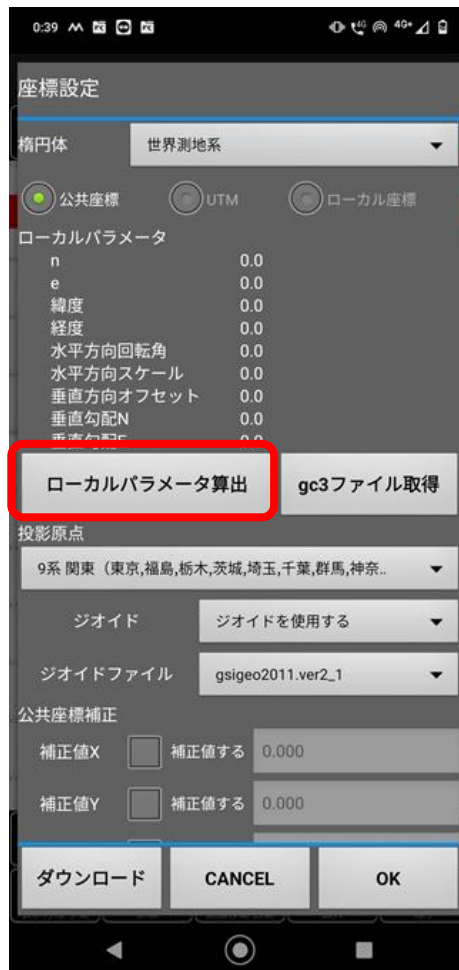 0:39 4G 4G+
座標設定
楕円体 世界測地系
公共座標 UTM ローカル座標
ローカルパラメータ
n 0.0
e 0.0
緯度 0.0
経度 0.0
水平方向回転角 0.0
水平方向スケール 0.0
垂直方向オフセット 0.0
垂直勾配N 0.0
垂直勾配E 0.0
ローカルパラメータ算出 gc3ファイル取得
投影原点
9系 関東（東京,福島,栃木,茨城,埼玉,千葉,群馬,神奈..
ジオイド ジオイドを使用する
ジオイドファイル gsigeo2011.ver2_1
公共座標補正
補正値X 補正値する 0.000
補正値Y 補正値する 0.000
ダウンロード CANCEL OK